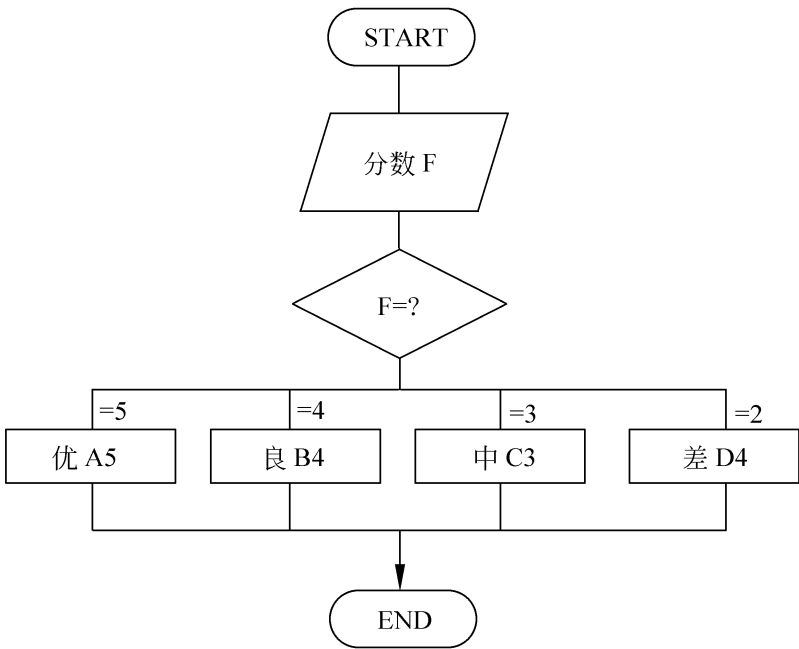 START
分数 F
F=?
=5
=4
=3
=2
优 A5
良 B4
中 C3
差 D4
END